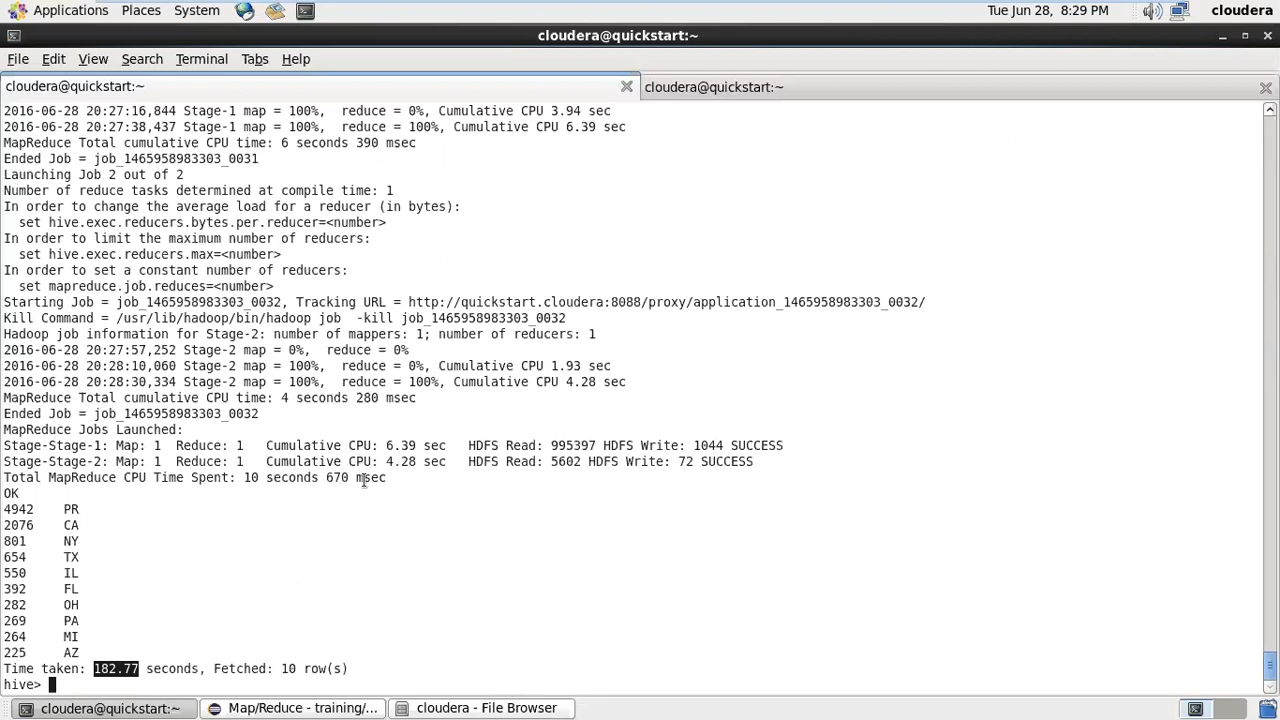 Applications Places System Tue Jun 28, 8:29 PM cloudera
cloudera@quickstart:~
File Edit View Search Terminal Tabs Help
cloudera@quickstart:~ cloudera@quickstart:~
2016-06-28 20:27:16,844 Stage-1 map = 100%,  reduce = 0%, Cumulative CPU 3.94 sec
2016-06-28 20:27:38,437 Stage-1 map = 100%,  reduce = 100%, Cumulative CPU 6.39 sec
MapReduce Total cumulative CPU time: 6 seconds 390 msec
Ended Job = job_1465958983303_0031
Launching Job 2 out of 2
Number of reduce tasks determined at compile time: 1
In order to change the average load for a reducer (in bytes):
  set hive.exec.reducers.bytes.per.reducer=<number>
In order to limit the maximum number of reducers:
  set hive.exec.reducers.max=<number>
In order to set a constant number of reducers:
  set mapreduce.job.reduces=<number>
Starting Job = job_1465958983303_0032, Tracking URL = http://quickstart.cloudera:8088/proxy/application_1465958983303_0032/
Kill Command = /usr/lib/hadoop/bin/hadoop job  -kill job_1465958983303_0032
Hadoop job information for Stage-2: number of mappers: 1; number of reducers: 1
2016-06-28 20:27:57,252 Stage-2 map = 0%,  reduce = 0%
2016-06-28 20:28:10,060 Stage-2 map = 100%,  reduce = 0%, Cumulative CPU 1.93 sec
2016-06-28 20:28:30,334 Stage-2 map = 100%,  reduce = 100%, Cumulative CPU 4.28 sec
MapReduce Total cumulative CPU time: 4 seconds 280 msec
Ended Job = job_1465958983303_0032
MapReduce Jobs Launched:
Stage-Stage-1: Map: 1  Reduce: 1   Cumulative CPU: 6.39 sec   HDFS Read: 995397 HDFS Write: 1044 SUCCESS
Stage-Stage-2: Map: 1  Reduce: 1   Cumulative CPU: 4.28 sec   HDFS Read: 5602 HDFS Write: 72 SUCCESS
Total MapReduce CPU Time Spent: 10 seconds 670 msec
OK
4942    PR
2076    CA
801     NY
654     TX
550     IL
392     FL
282     OH
269     PA
264     MI
225     AZ
Time taken: 182.77 seconds, Fetched: 10 row(s)
hive>
cloudera@quickstart:~ Map/Reduce - training/... cloudera - File Browser